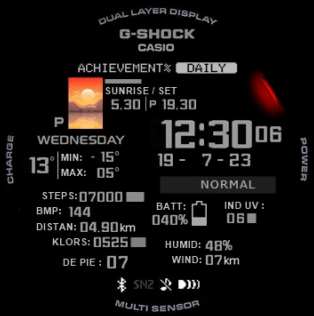 DUAL LAYER DISPLAY
G-SHOCK
CASIO
ACHIEVEMENT% DAILY
SUNRISE / SET
P 5.30 P 19.30
WEDNESDAY
12:30 06
13° MIN: - 15°
MAX: 05°
19 - 7 - 23
CHARGE
POWER
NORMAL
STEPS: 07000
BMP: 144
DISTAN: 04.90km
KLORS: 0525
DE PIE : 07
BATT: 040%
IND UV : 06
HUMID: 48%
WIND: 07km
SNZ
MULTI SENSOR